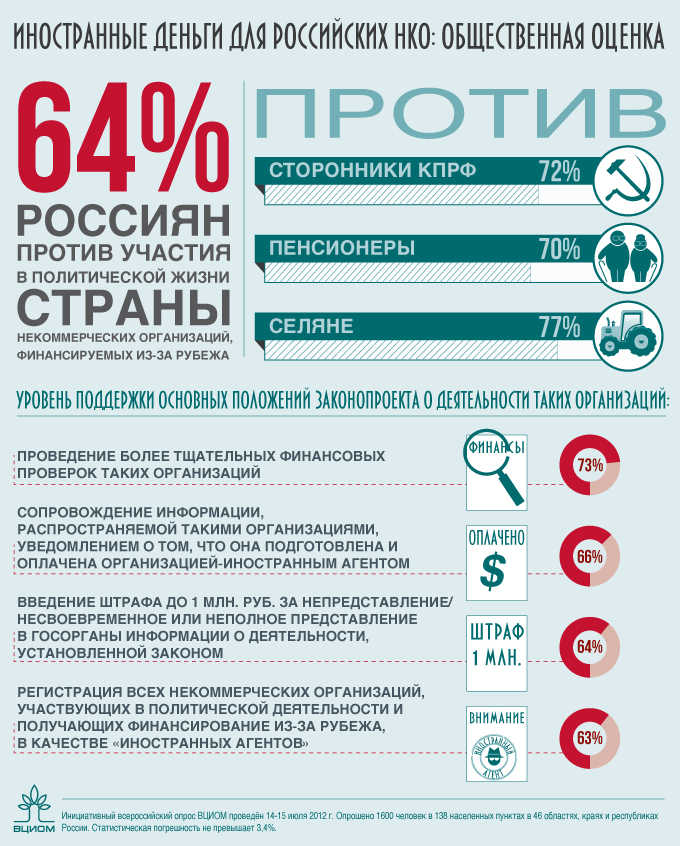 ИНОСТРАННЫЕ ДЕНЬГИ ДЛЯ РОССИЙСКИХ НКО: ОБЩЕСТВЕННАЯ ОЦЕНКА
64%
РОССИЯН
ПРОТИВ УЧАСТИЯ
В ПОЛИТИЧЕСКОЙ ЖИЗНИ
СТРАНЫ
НЕКОММЕРЧЕСКИХ ОРГАНИЗАЦИЙ,
ФИНАНСИРУЕМЫХ ИЗ-ЗА РУБЕЖА
ПРОТИВ
СТОРОННИКИ КПРФ 72%
ПЕНСИОНЕРЫ 70%
СЕЛЯНЕ 77%
УРОВЕНЬ ПОДДЕРЖКИ ОСНОВНЫХ ПОЛОЖЕНИЙ ЗАКОНОПРОЕКТА О ДЕЯТЕЛЬНОСТИ ТАКИХ ОРГАНИЗАЦИЙ:
ПРОВЕДЕНИЕ БОЛЕЕ ТЩАТЕЛЬНЫХ ФИНАНСОВЫХ
ПРОВЕРОК ТАКИХ ОРГАНИЗАЦИЙ
ФИНАНСЫ
73%
СОПРОВОЖДЕНИЕ ИНФОРМАЦИИ,
РАСПРОСТРАНЯЕМОЙ ТАКИМИ ОРГАНИЗАЦИЯМИ,
УВЕДОМЛЕНИЕМ О ТОМ, ЧТО ОНА ПОДГОТОВЛЕНА И
ОПЛАЧЕНА ОРГАНИЗАЦИЕЙ-ИНОСТРАННЫМ АГЕНТОМ
ОПЛАЧЕНО
$
66%
ВВЕДЕНИЕ ШТРАФА ДО 1 МЛН. РУБ. ЗА НЕПРЕДСТАВЛЕНИЕ/
НЕСВОЕВРЕМЕННОЕ ИЛИ НЕПОЛНОЕ ПРЕДСТАВЛЕНИЕ
В ГОСОРГАНЫ ИНФОРМАЦИИ О ДЕЯТЕЛЬНОСТИ,
УСТАНОВЛЕННОЙ ЗАКОНОМ
ШТРАФ
1 МЛН.
64%
РЕГИСТРАЦИЯ ВСЕХ НЕКОММЕРЧЕСКИХ ОРГАНИЗАЦИЙ,
УЧАСТВУЮЩИХ В ПОЛИТИЧЕСКОЙ ДЕЯТЕЛЬНОСТИ И
ПОЛУЧАЮЩИХ ФИНАНСИРОВАНИЕ ИЗ-ЗА РУБЕЖА,
В КАЧЕСТВЕ «ИНОСТРАННЫХ АГЕНТОВ»
ВНИМАНИЕ
ИНОСТРАННЫЙ
АГЕНТ
63%
ВЦИОМ
Инициативный всероссийский опрос ВЦИОМ проведён 14-15 июля 2012 г. Опрошено 1600 человек в 138 населенных пунктах в 46 областях, краях и республиках
России. Статистическая погрешность не превышает 3,4%.